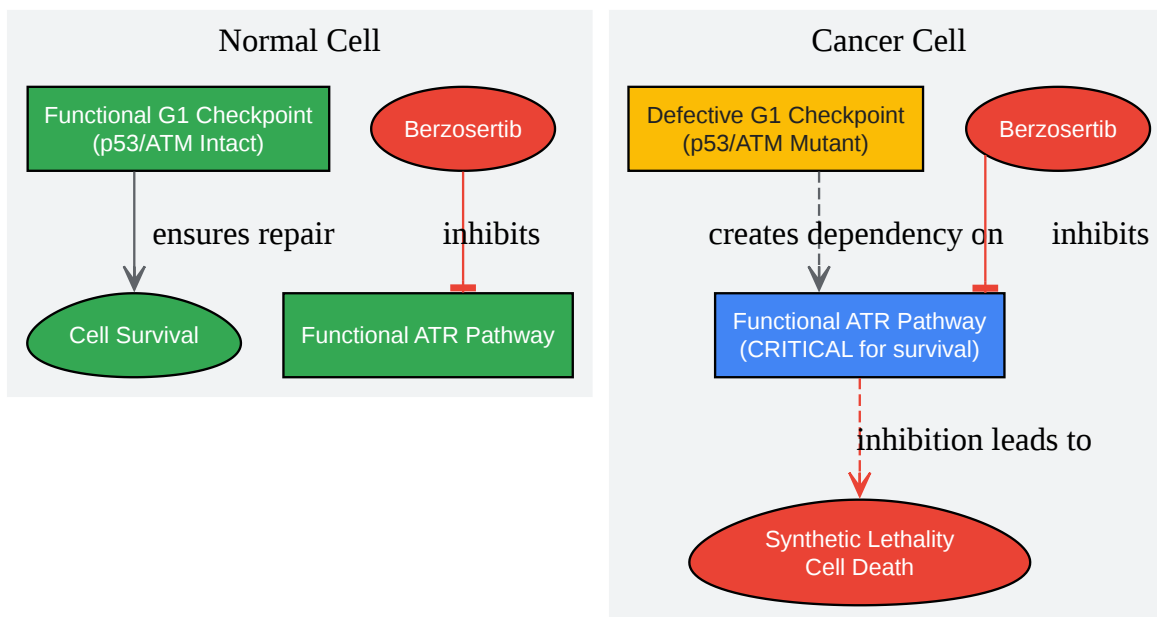 Normal Cell
Functional G1 Checkpoint
(p53/ATM Intact)
Berzosertib
ensures repair
inhibits
Cell Survival
Functional ATR Pathway
Cancer Cell
Defective G1 Checkpoint
(p53/ATM Mutant)
Berzosertib
creates dependency on
inhibits
Functional ATR Pathway
(CRITICAL for survival)
inhibition leads to
Synthetic Lethality
Cell Death